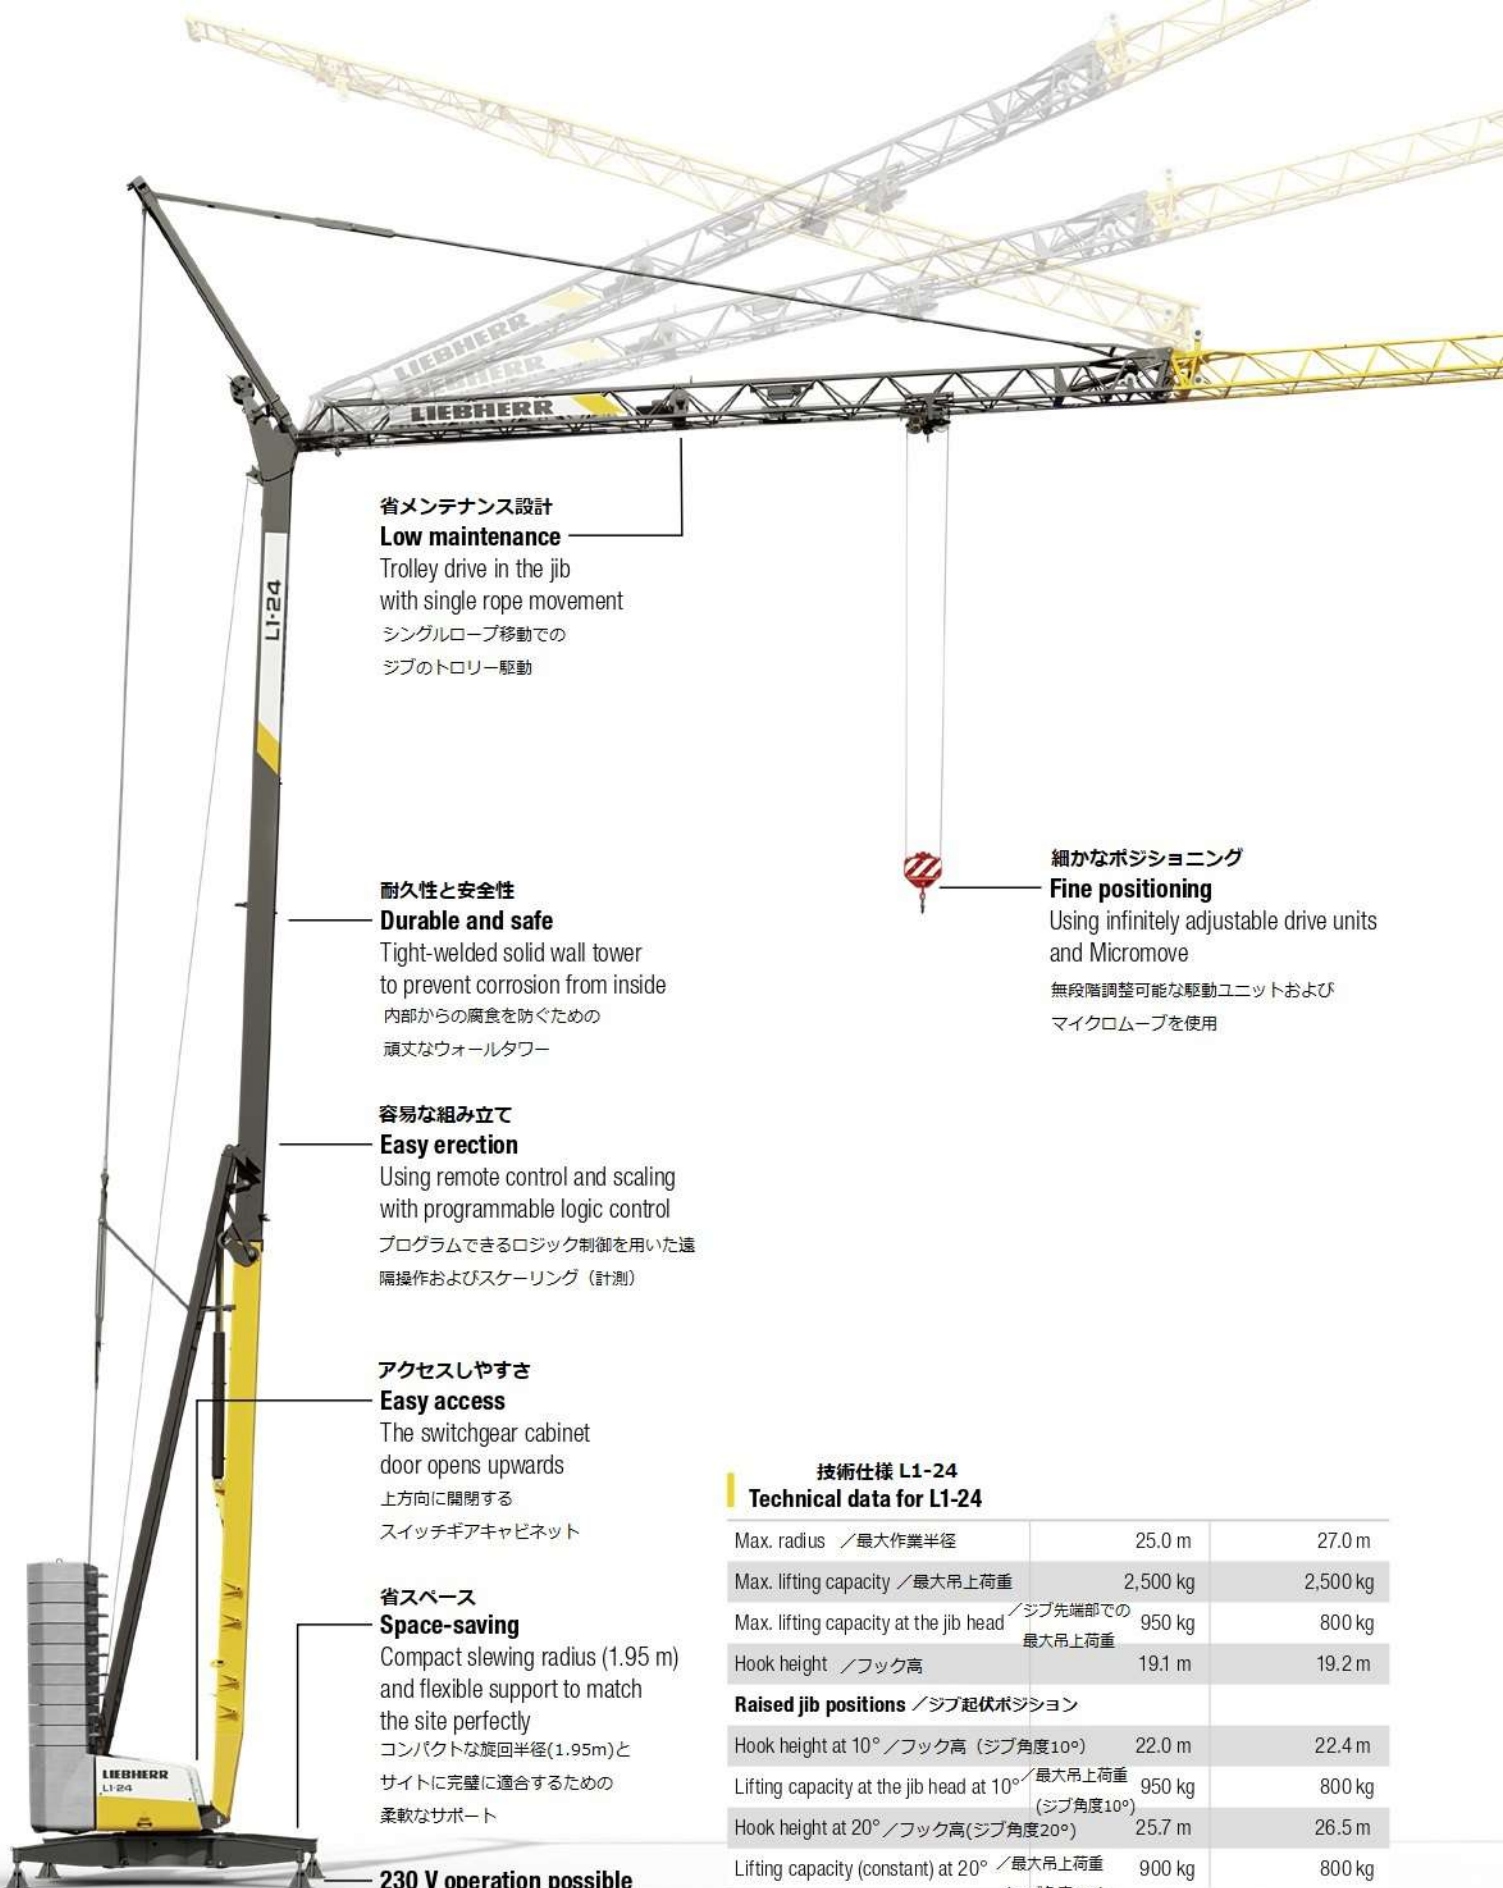 LIEBHERR
LIEBHERR
LIEBHERR
L1-24
省メンテナンス設計
Low maintenance
Trolley drive in the jib
with single rope movement
シングルロープ移動での
ジブのトロリー駆動
耐久性と安全性
Durable and safe
Tight-welded solid wall tower
to prevent corrosion from inside
内部からの腐食を防ぐための
頑丈なウォールタワー
細かなポジショニング
Fine positioning
Using infinitely adjustable drive units
and Micromove
無段階調整可能な駆動ユニットおよび
マイクロムーブを使用
容易な組み立て
Easy erection
Using remote control and scaling
with programmable logic control
プログラムできるロジック制御を用いた遠
隔操作およびスケーリング（計測）
アクセスしやすさ
Easy access
The switchgear cabinet
door opens upwards
上方向に開閉する
スイッチギアキャビネット
省スペース
Space-saving
Compact slewing radius (1.95 m)
and flexible support to match
the site perfectly
コンパクトな旋回半径(1.95m)と
サイトに完璧に適合するための
柔軟なサポート
LIEBHERR
L1-24
230 V operation possible
技術仕様 L1-24
Technical data for L1-24
Max. radius ／最大作業半径 25.0 m 27.0 m
Max. lifting capacity ／最大吊上荷重 2,500 kg 2,500 kg
Max. lifting capacity at the jib head ／ジブ先端部での最大吊上荷重 950 kg 800 kg
Hook height ／フック高 19.1 m 19.2 m
Raised jib positions ／ジブ起伏ポジション
Hook height at 10° ／フック高（ジブ角度10°） 22.0 m 22.4 m
Lifting capacity at the jib head at 10° ／最大吊上荷重(ジブ角度10°) 950 kg 800 kg
Hook height at 20° ／フック高(ジブ角度20°) 25.7 m 26.5 m
Lifting capacity (constant) at 20° ／最大吊上荷重 900 kg 800 kg